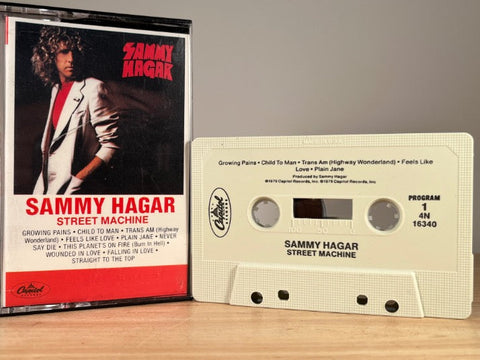 SAMMY
HAGAR
SAMMY HAGAR
STREET MACHINE
GROWING PAINS • CHILD TO MAN • TRANS AM (Highway
Wonderland) • FEELS LIKE LOVE • PLAIN JANE • NEVER
SAY DIE • THIS PLANET'S ON FIRE (Burn In Hell) •
WOUNDED IN LOVE • FALLING IN LOVE •
STRAIGHT TO THE TOP
Capitol
Growing Pains • Child To Man • Trans Am (Highway Wonderland) • Feels Like
Love • Plain Jane
Produced by Sammy Hagar
©1979 Capitol Records, Inc. ℗1979 Capitol Records, Inc.
Capitol
PROGRAM
1
4N
16340
100
50
0
SAMMY HAGAR
STREET MACHINE